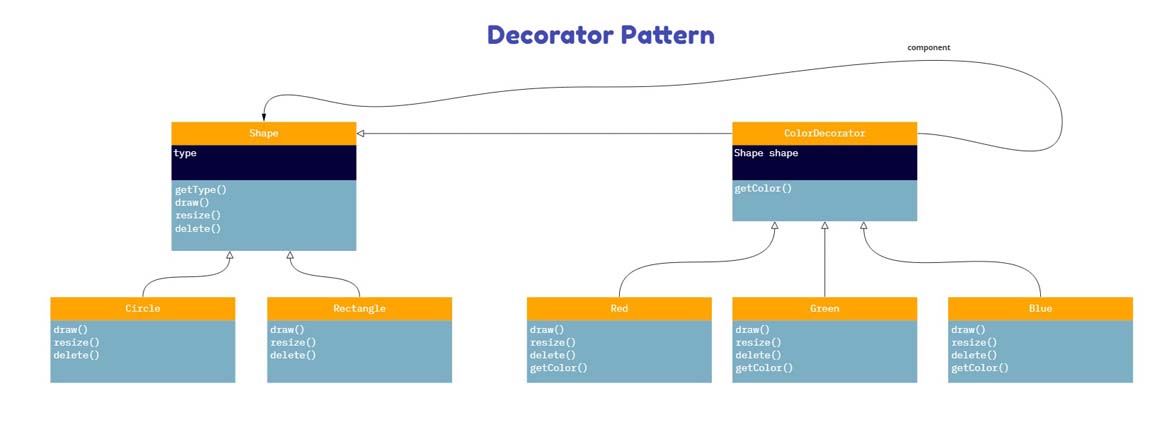 Decorator Pattern
component
Shape
type
getType()
draw()
resize()
delete()
ColorDecorator
Shape shape
getColor()
Circle
draw()
resize()
delete()
Rectangle
draw()
resize()
delete()
Red
draw()
resize()
delete()
getColor()
Green
draw()
resize()
delete()
getColor()
Blue
draw()
resize()
delete()
getColor()